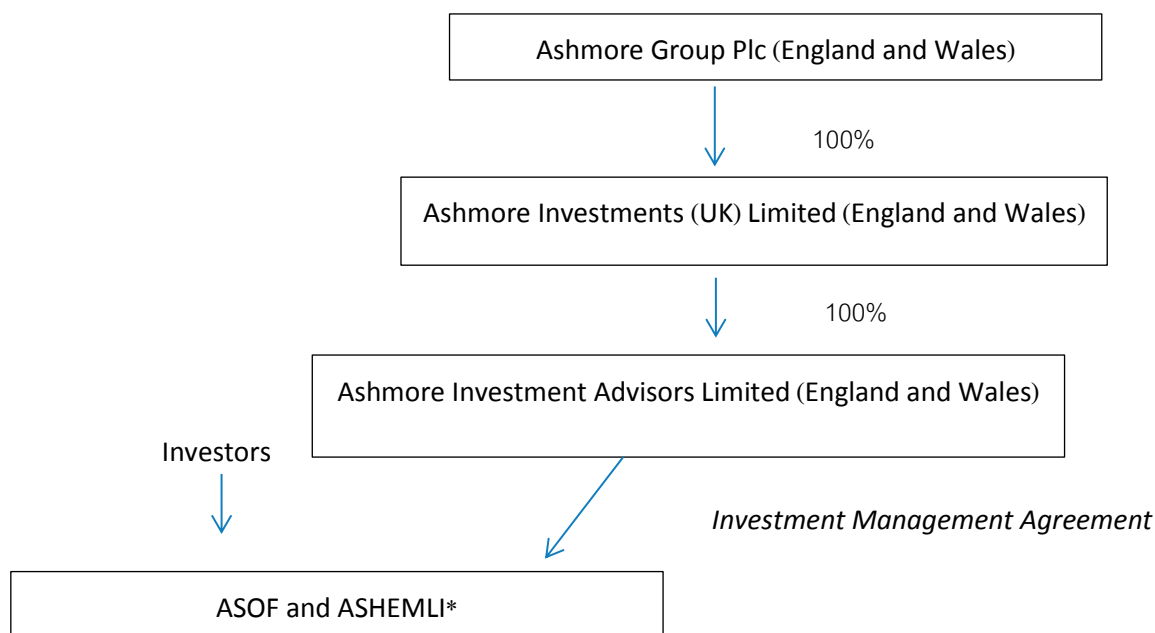 Ashmore Group Plc (England and Wales)
100%
Ashmore Investments (UK) Limited (England and Wales)
100%
Ashmore Investment Advisors Limited (England and Wales)
Investors
Investment Management Agreement
ASOF and ASHEMLI*